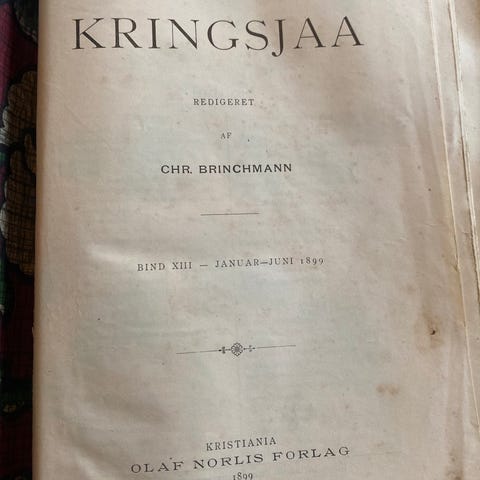 KRINGSJAA
REDIGERET
AF
CHR. BRINCHMANN
BIND XIII — JANUAR—JUNI 1899
KRISTIANIA
OLAF NORLIS FORLAG
1899